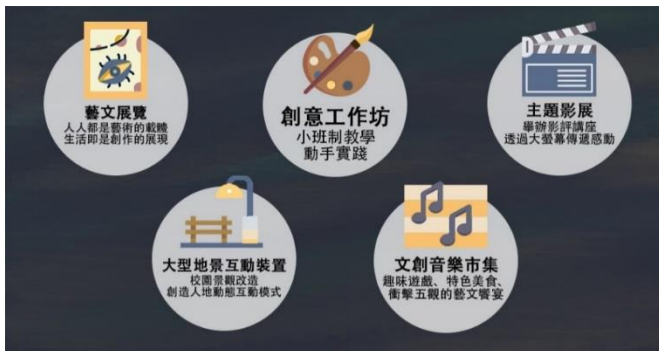 藝文展覽
人人都是藝術的載體
生活即是創作的展現
創意工作坊
小班制教學
動手實踐
主題影展
舉辦影評講座
透過大螢幕傳遞感動
大型地景互動裝置
校園景觀改造
創造人地動態互動模式
文創音樂市集
趣味遊戲、特色美食、
衝擊五觀的藝文饗宴